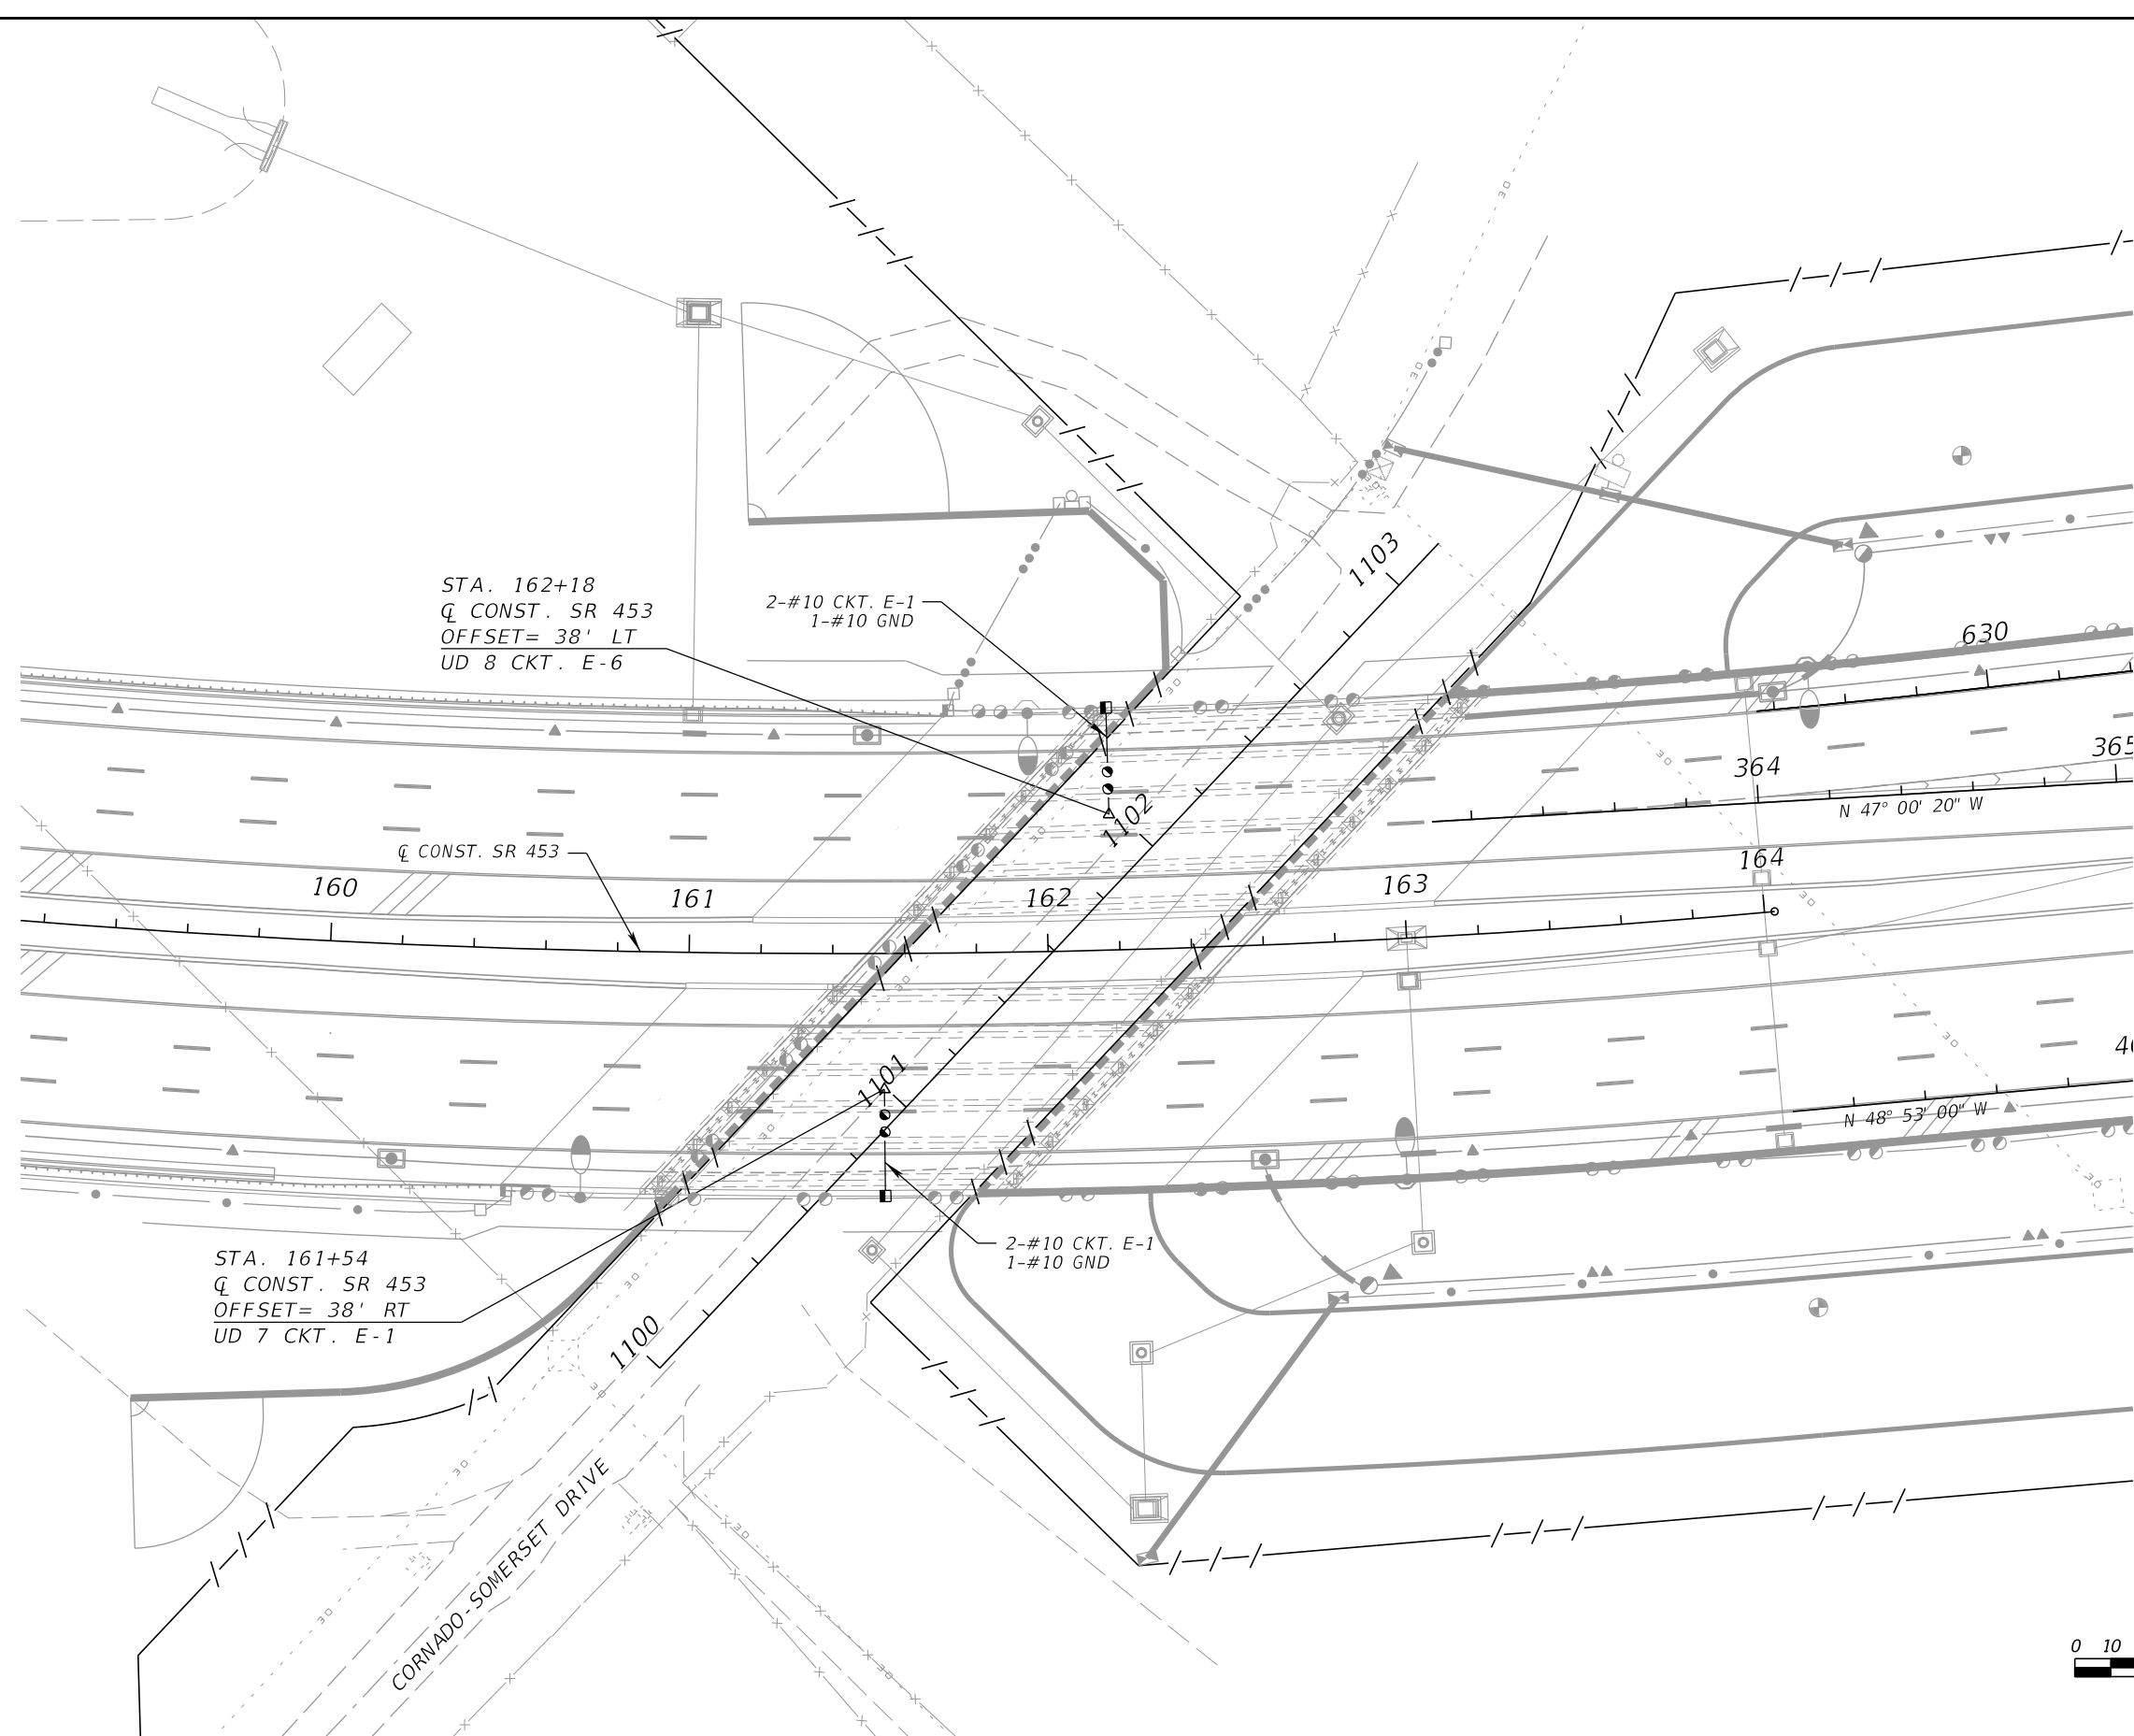 1103
STA. 162+18
℄ CONST. SR 453
OFFSET= 38' LT
UD 8 CKT. E-6
2-#10 CKT. E-1
1-#10 GND
630
365
364
N 47° 00' 20" W
1102
℄ CONST. SR 453
160
161
162
163
164
1101
N 48° 53' 00" W
2-#10 CKT. E-1
1-#10 GND
STA. 161+54
℄ CONST. SR 453
OFFSET= 38' RT
UD 7 CKT. E-1
1100
CORNADO-SOMERSET DRIVE
0 10